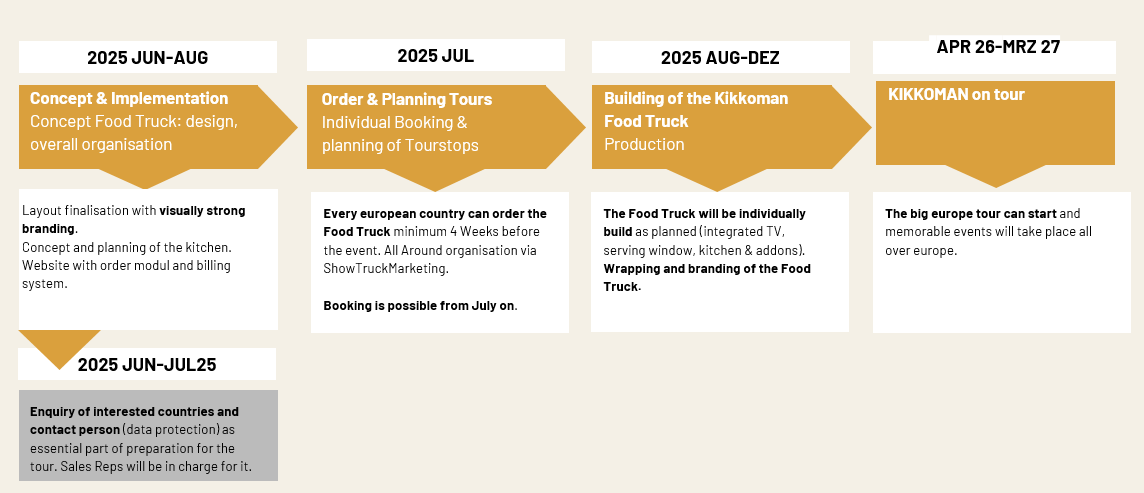 2025 JUN-AUG
Concept & Implementation
Concept Food Truck: design,
overall organisation
Layout finalisation with visually strong
branding.
Concept and planning of the kitchen.
Website with order modul and billing
system.
2025 JUN-JUL25
Enquiry of interested countries and
contact person (data protection) as
essential part of preparation for the
tour. Sales Reps will be in charge for it.
2025 JUL
Order & Planning Tours
Individual Booking &
planning of Tourstops
Every european country can order the
Food Truck minimum 4 Weeks before
the event. All Around organisation via
ShowTruckMarketing.
Booking is possible from July on.
2025 AUG-DEZ
Building of the Kikkoman
Food Truck
Production
The Food Truck will be individually
build as planned (integrated TV,
serving window, kitchen & addons).
Wrapping and branding of the Food
Truck.
APR 26-MRZ 27
KIKKOMAN on tour
The big europe tour can start and
memorable events will take place all
over europe.